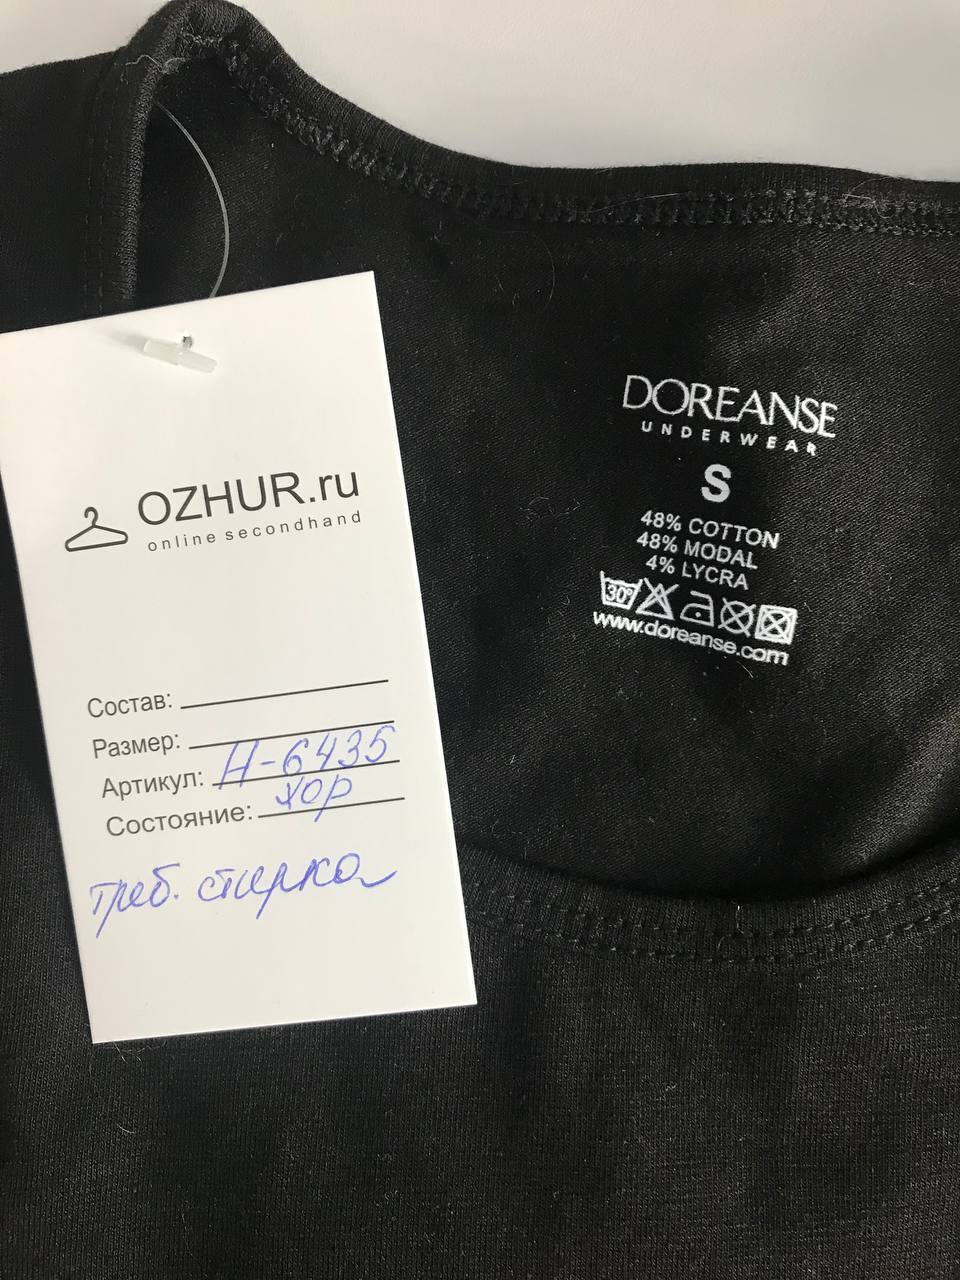 OZHUR.ru
online secondhand
Состав:
Размер:
Артикул: Н-6435
Состояние: хор
треб. стирка
DOREANSE
UNDERWEAR
S
48% COTTON
48% MODAL
4% LYCRA
30°
www.doreanse.com